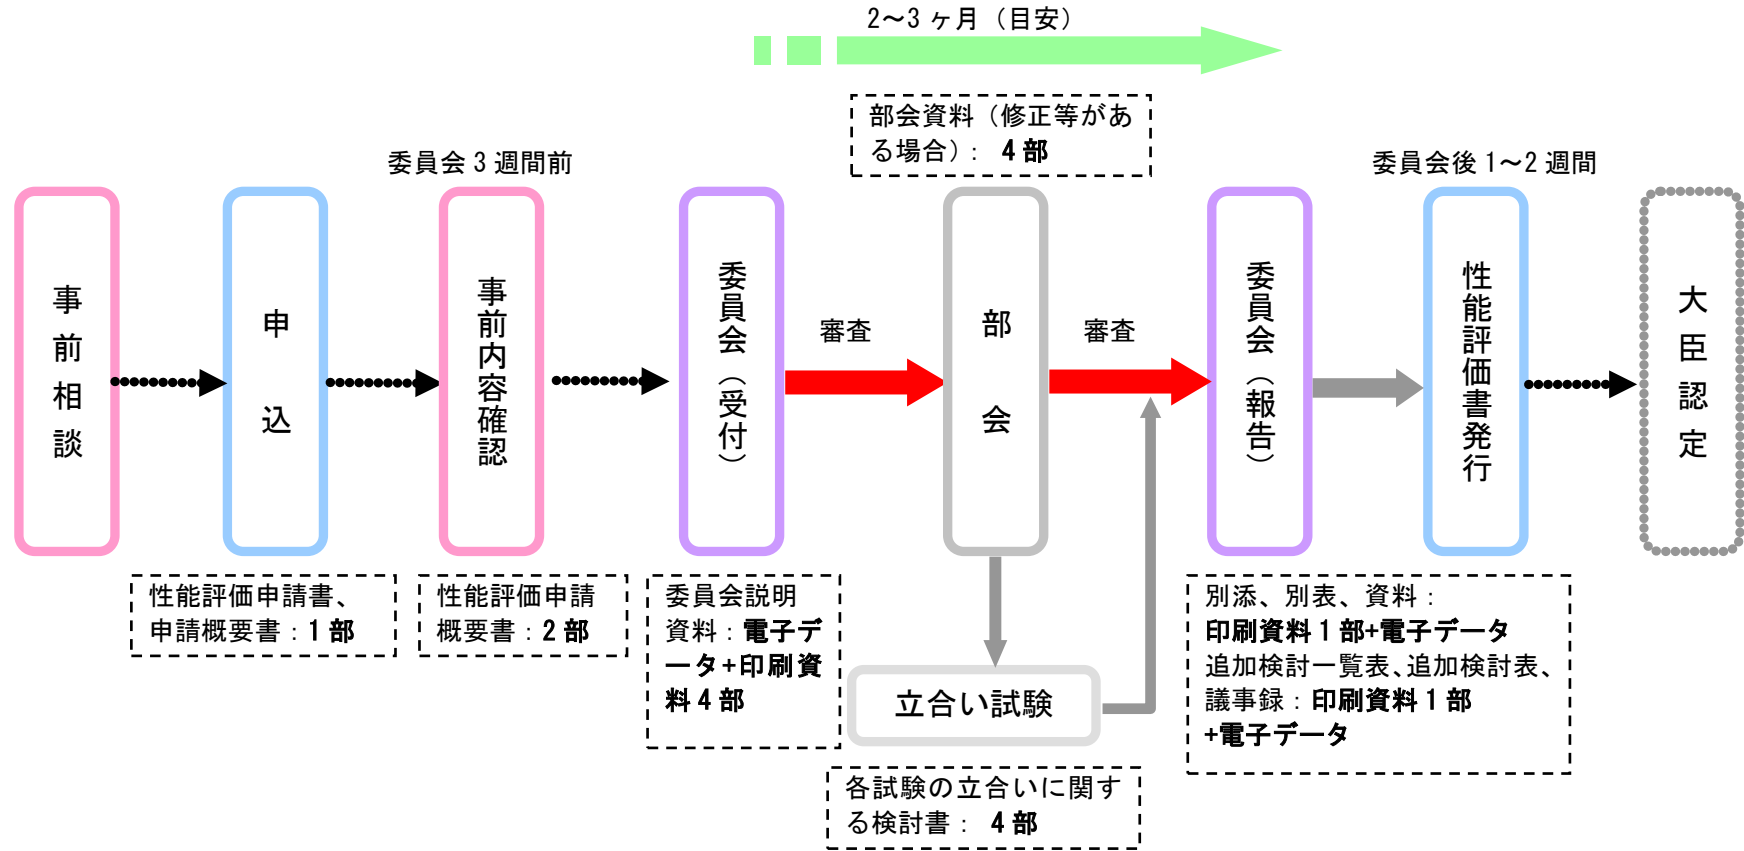 2～3ヶ月（目安）
部会資料（修正等があ
る場合）： 4部
委員会3週間前
委員会後1～2週間
事前相談
申込
事前内容確認
委員会（受付）
審査
部会
審査
委員会（報告）
性能評価書発行
大臣認定
性能評価申請書、
申請概要書：1部
性能評価申請
概要書：2部
委員会説明
資料：電子デ
ータ+印刷資
料4部
立合い試験
各試験の立合いに関す
る検討書： 4部
別添、別表、資料：
印刷資料1部+電子データ
追加検討一覧表、追加検討表、
議事録：印刷資料1部
+電子データ